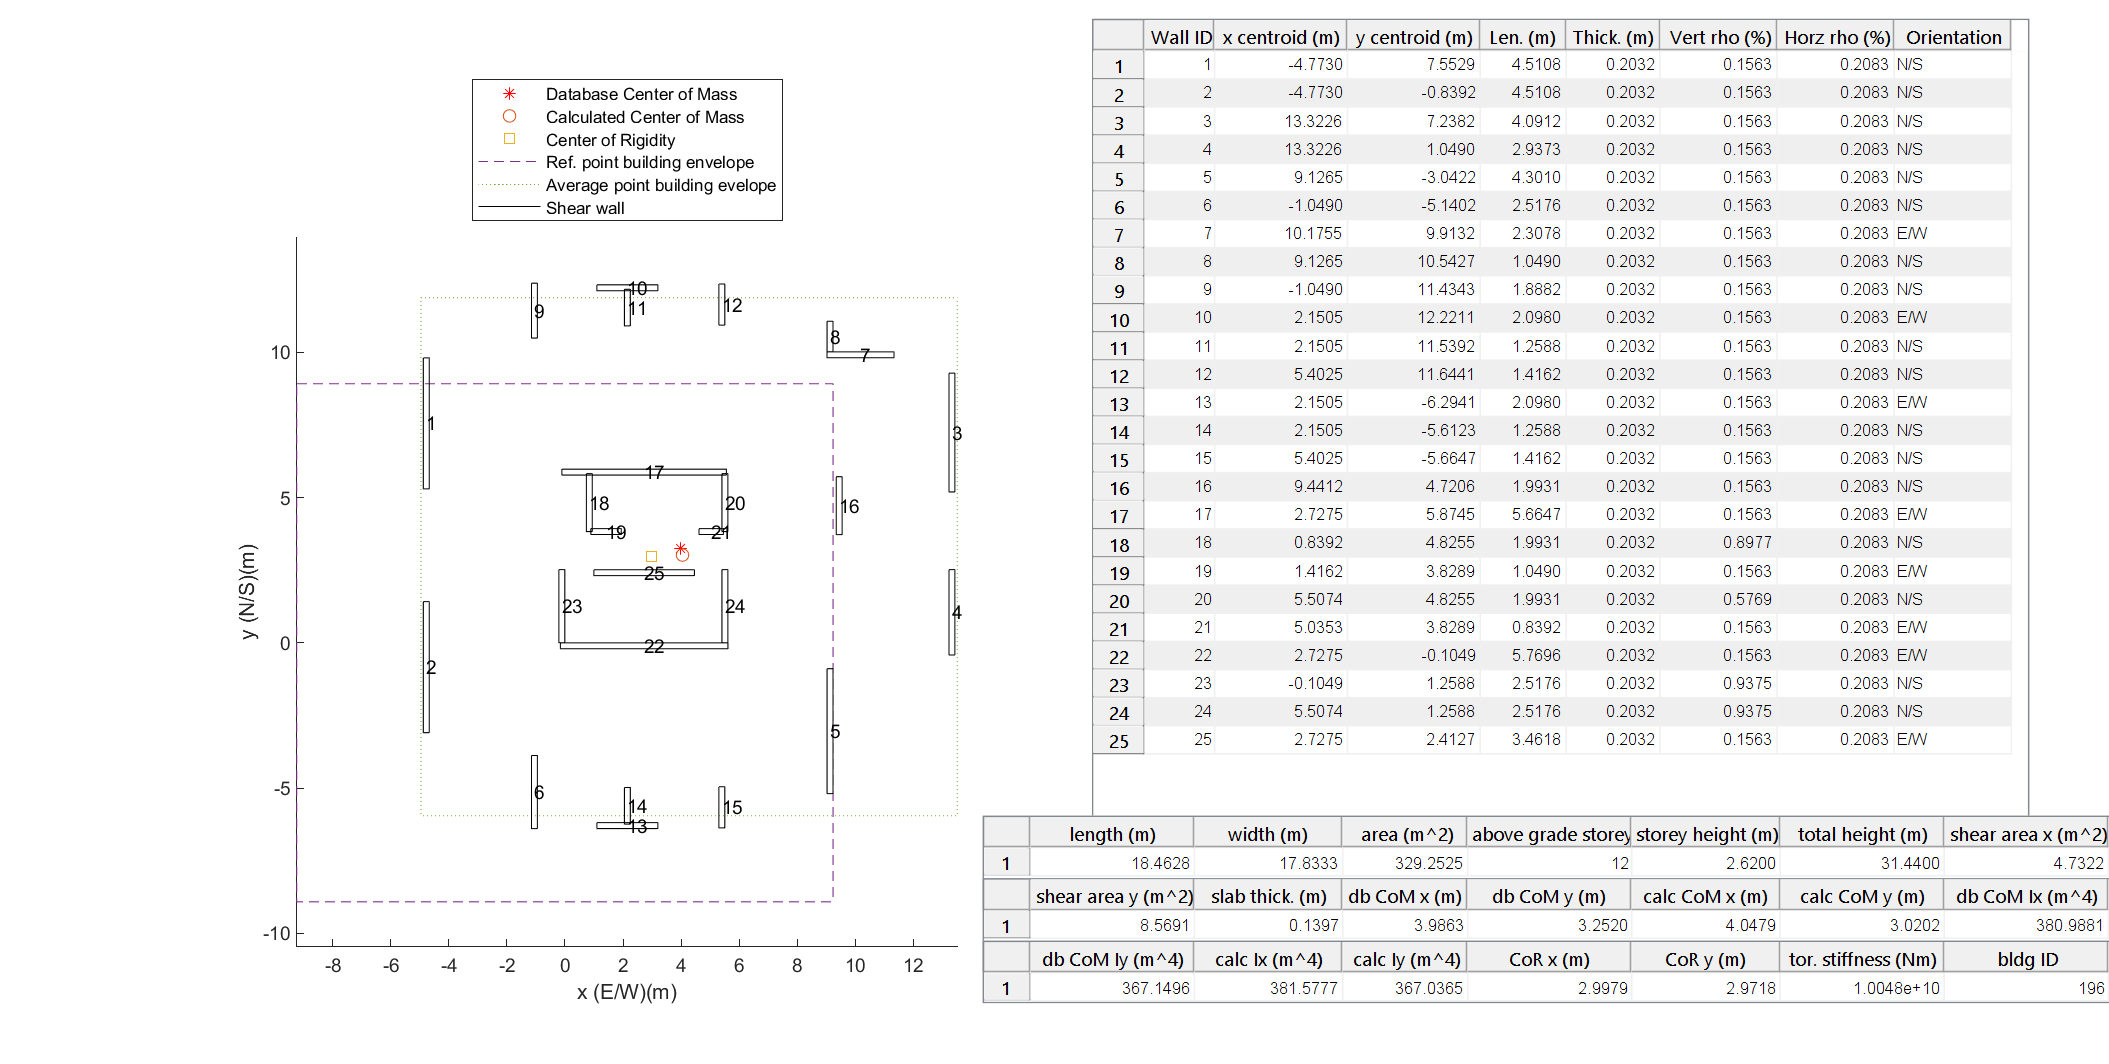 Database Center of Mass
Calculated Center of Mass
Center of Rigidity
Ref. point building envelope
Average point building evelope
Shear wall
10
5
0
-5
-10
y (N/S)(m)
-8 -6 -4 -2 0 2 4 6 8 10 12
x (E/W)(m)
10
9 11 12
8
7
1
3
17
18 20 16
19 21
25
23 24 4
22
2
5
6 14 15
13
Wall ID x centroid (m) y centroid (m) Len. (m) Thick. (m) Vert rho (%) Horz rho (%) Orientation
1 1 -4.7730 7.5529 4.5108 0.2032 0.1563 0.2083 N/S
2 2 -4.7730 -0.8392 4.5108 0.2032 0.1563 0.2083 N/S
3 3 13.3226 7.2382 4.0912 0.2032 0.1563 0.2083 N/S
4 4 13.3226 1.0490 2.9373 0.2032 0.1563 0.2083 N/S
5 5 9.1265 -3.0422 4.3010 0.2032 0.1563 0.2083 N/S
6 6 -1.0490 -5.1402 2.5176 0.2032 0.1563 0.2083 N/S
7 7 10.1755 9.9132 2.3078 0.2032 0.1563 0.2083 E/W
8 8 9.1265 10.5427 1.0490 0.2032 0.1563 0.2083 N/S
9 9 -1.0490 11.4343 1.8882 0.2032 0.1563 0.2083 N/S
10 10 2.1505 12.2211 2.0980 0.2032 0.1563 0.2083 E/W
11 11 2.1505 11.5392 1.2588 0.2032 0.1563 0.2083 N/S
12 12 5.4025 11.6441 1.4162 0.2032 0.1563 0.2083 N/S
13 13 2.1505 -6.2941 2.0980 0.2032 0.1563 0.2083 E/W
14 14 2.1505 -5.6123 1.2588 0.2032 0.1563 0.2083 N/S
15 15 5.4025 -5.6647 1.4162 0.2032 0.1563 0.2083 N/S
16 16 9.4412 4.7206 1.9931 0.2032 0.1563 0.2083 N/S
17 17 2.7275 5.8745 5.6647 0.2032 0.1563 0.2083 E/W
18 18 0.8392 4.8255 1.9931 0.2032 0.8977 0.2083 N/S
19 19 1.4162 3.8289 1.0490 0.2032 0.1563 0.2083 E/W
20 20 5.5074 4.8255 1.9931 0.2032 0.5769 0.2083 N/S
21 21 5.0353 3.8289 0.8392 0.2032 0.1563 0.2083 E/W
22 22 2.7275 -0.1049 5.7696 0.2032 0.1563 0.2083 E/W
23 23 -0.1049 1.2588 2.5176 0.2032 0.9375 0.2083 N/S
24 24 5.5074 1.2588 2.5176 0.2032 0.9375 0.2083 N/S
25 25 2.7275 2.4127 3.4618 0.2032 0.1563 0.2083 E/W
length (m) width (m) area (m^2) above grade storey storey height (m) total height (m) shear area x (m^2)
1 18.4628 17.8333 329.2525 12 2.6200 31.4400 4.7322
shear area y (m^2) slab thick. (m) db CoM x (m) db CoM y (m) calc CoM x (m) calc CoM y (m) db CoM Ix (m^4)
1 8.5691 0.1397 3.9863 3.2520 4.0479 3.0202 380.9881
db CoM Iy (m^4) calc Ix (m^4) calc Iy (m^4) CoR x (m) CoR y (m) tor. stiffness (Nm) bldg ID
1 367.1496 381.5777 367.0365 2.9979 2.9718 1.0048e+10 196